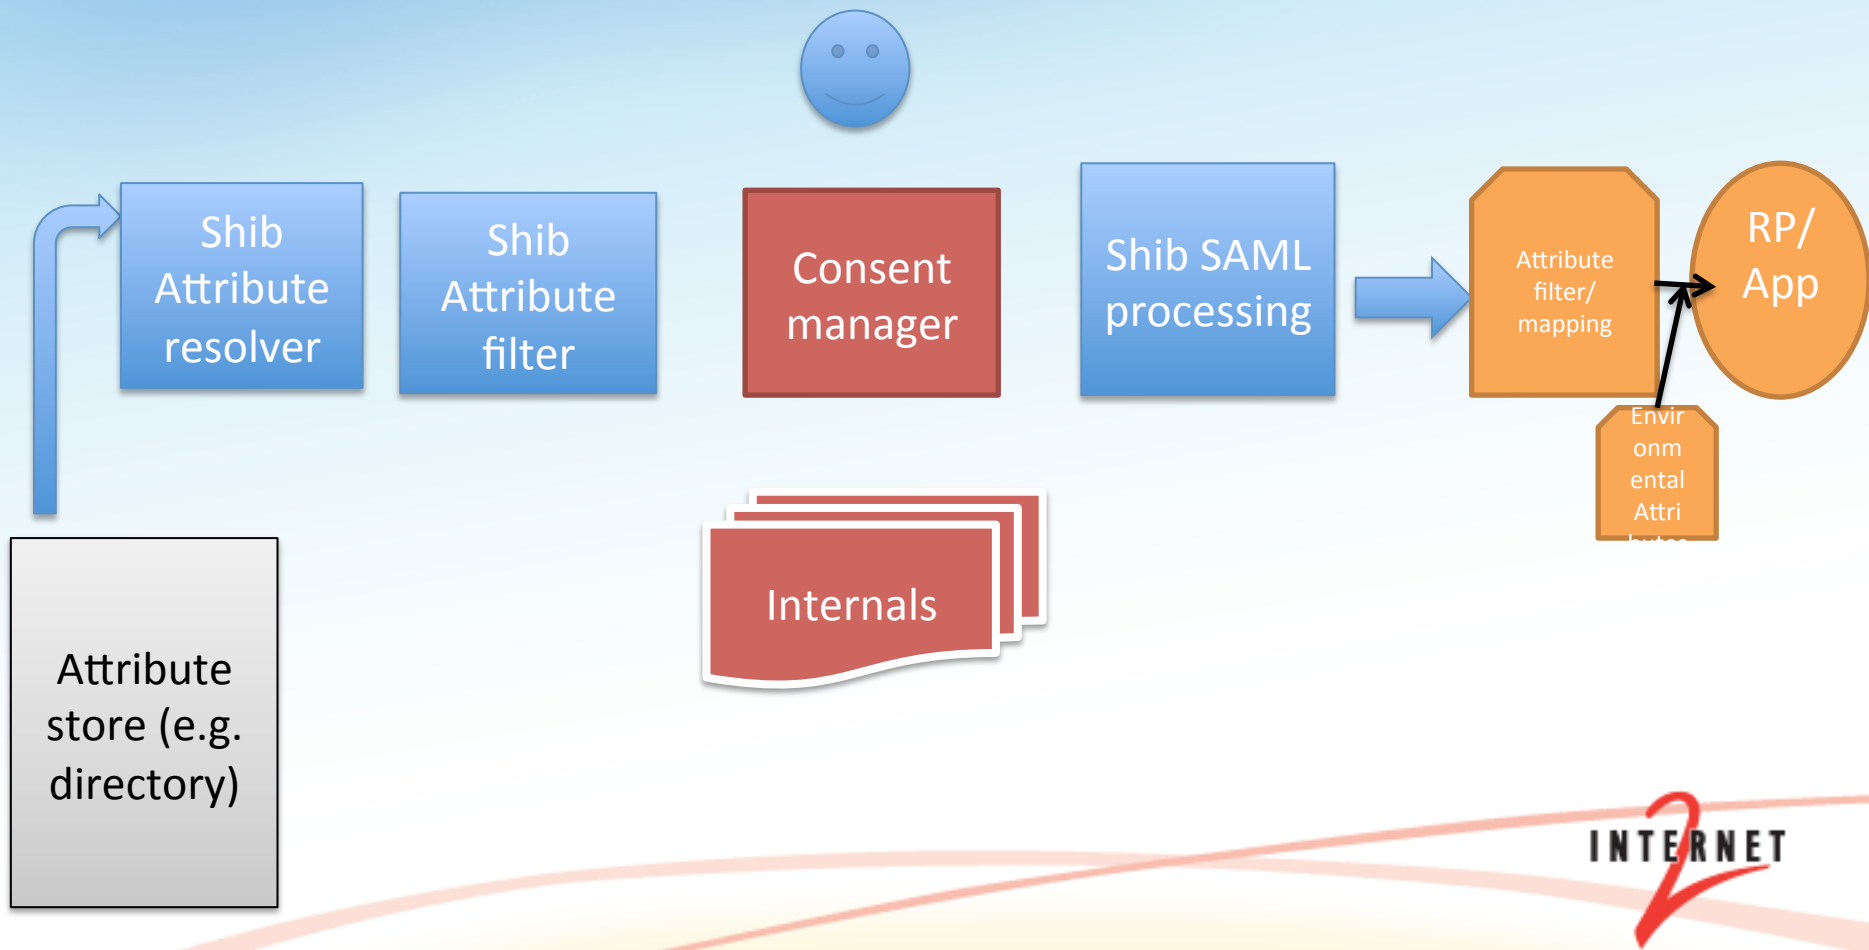 Shib
Attribute
resolver
Shib
Attribute
filter
Consent
manager
Shib SAML
processing
Attribute
filter/
mapping
RP/
App
Envir
onm
ental
Attri
butes
Internals
Attribute
store (e.g.
directory)
INTERNET
2